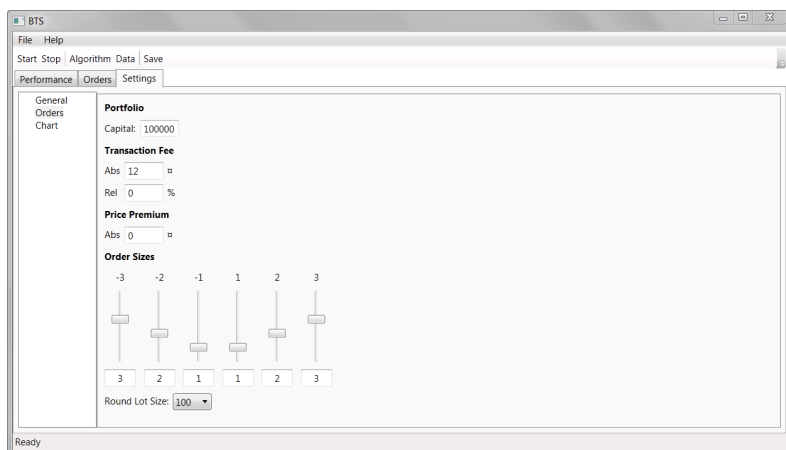 BTS
File Help
Start Stop Algorithm Data Save
Performance Orders Settings
General
Orders
Chart
Portfolio
Capital: 100000
Transaction Fee
Abs 12 ¤
Rel 0 %
Price Premium
Abs 0 ¤
Order Sizes
-3 -2 -1 1 2 3
3 2 1 1 2 3
Round Lot Size: 100
Ready